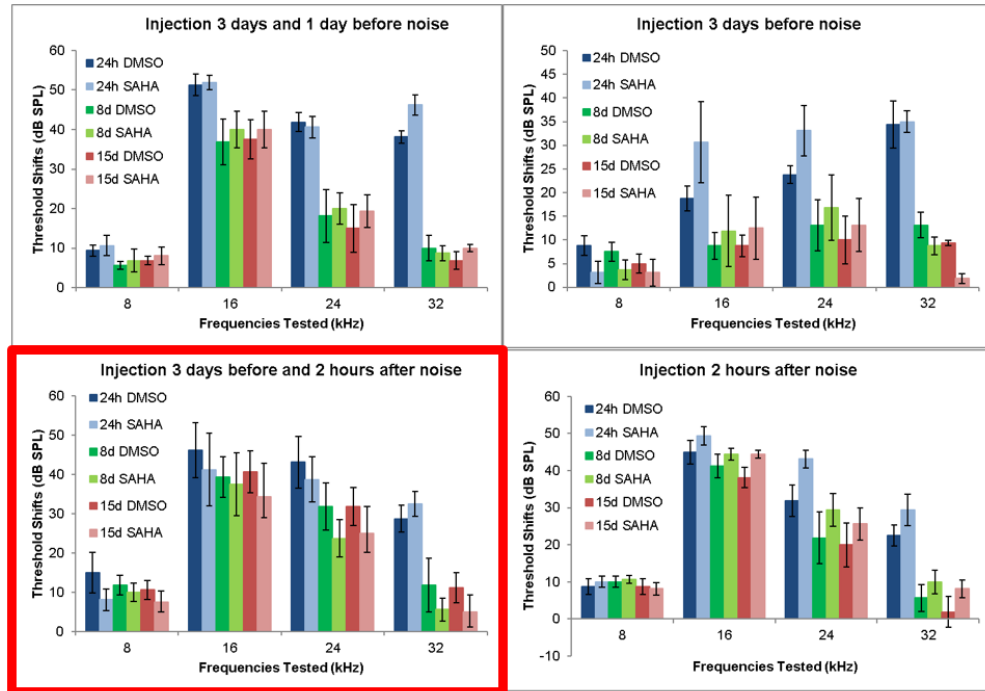 Injection 3 days and 1 day before noise
Threshold Shifts (dB SPL)
60
50
40
30
20
10
0
24h DMSO
24h SAHA
8d DMSO
8d SAHA
15d DMSO
15d SAHA
8 16 24 32
Frequencies Tested (kHz)
Injection 3 days before noise
Threshold Shifts (dB SPL)
50
45
40
35
30
25
20
15
10
5
0
24h DMSO
24h SAHA
8d DMSO
8d SAHA
15d DMSO
15d SAHA
8 16 24 32
Frequencies Tested (kHz)
Injection 3 days before and 2 hours after noise
Threshold Shifts (dB SPL)
60
50
40
30
20
10
0
24h DMSO
24h SAHA
8d DMSO
8d SAHA
15d DMSO
15d SAHA
8 16 24 32
Frequencies Tested (kHz)
Injection 2 hours after noise
Threshold Shifts (dB SPL)
60
50
40
30
20
10
0
-10
24h DMSO
24h SAHA
8d DMSO
8d SAHA
15d DMSO
15d SAHA
8 16 24 32
Frequencies Tested (kHz)